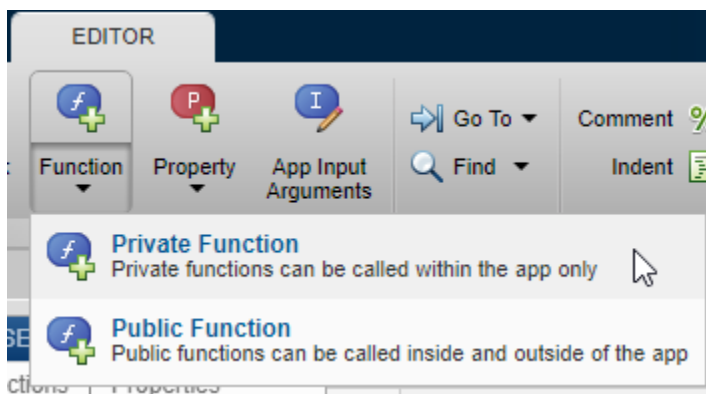 EDITOR
Function
Property
App Input
Arguments
Go To
Find
Comment
Indent
Private Function
Private functions can be called within the app only
Public Function
Public functions can be called inside and outside of the app